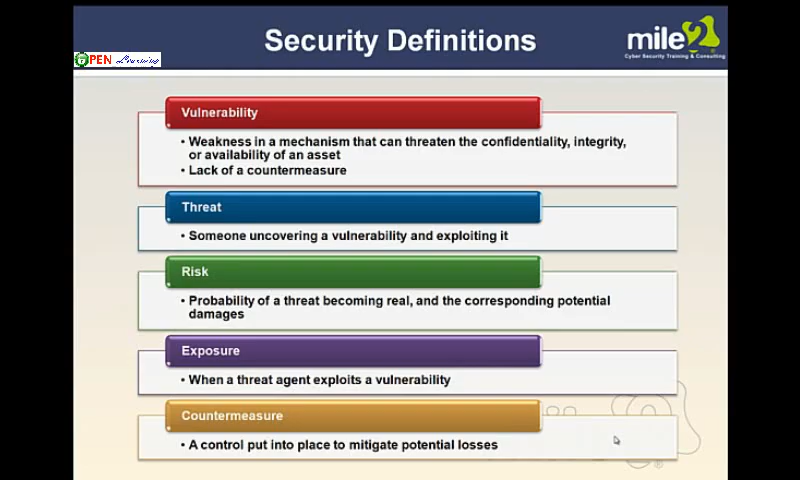 Security Definitions
mile2
Cyber Security Training & Consulting
OPEN Learning
Vulnerability
• Weakness in a mechanism that can threaten the confidentiality, integrity,
or availability of an asset
• Lack of a countermeasure
Threat
• Someone uncovering a vulnerability and exploiting it
Risk
• Probability of a threat becoming real, and the corresponding potential
damages
Exposure
• When a threat agent exploits a vulnerability
Countermeasure
• A control put into place to mitigate potential losses